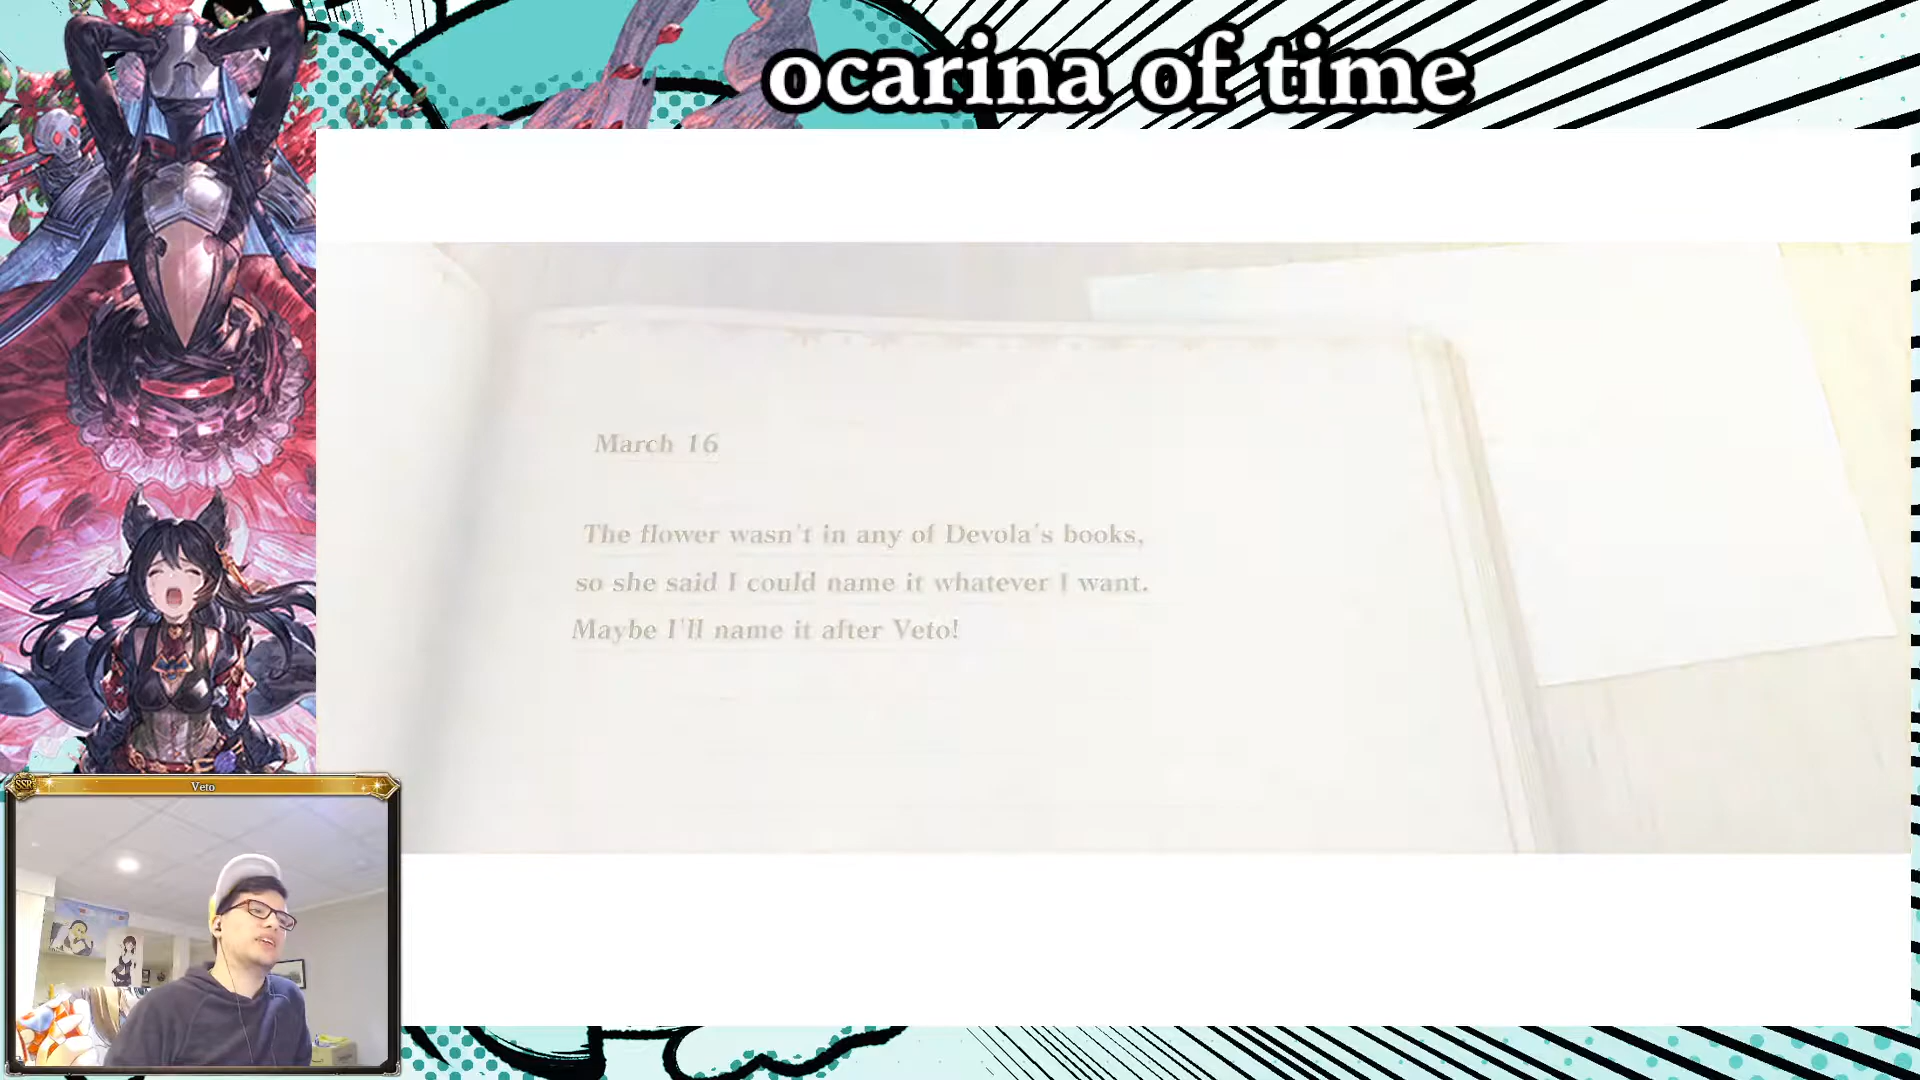 ocarina of time
March 16
The flower wasn't in any of Devola's books,
so she said I could name it whatever I want.
Maybe I'll name it after Veto!
SSR
Veto